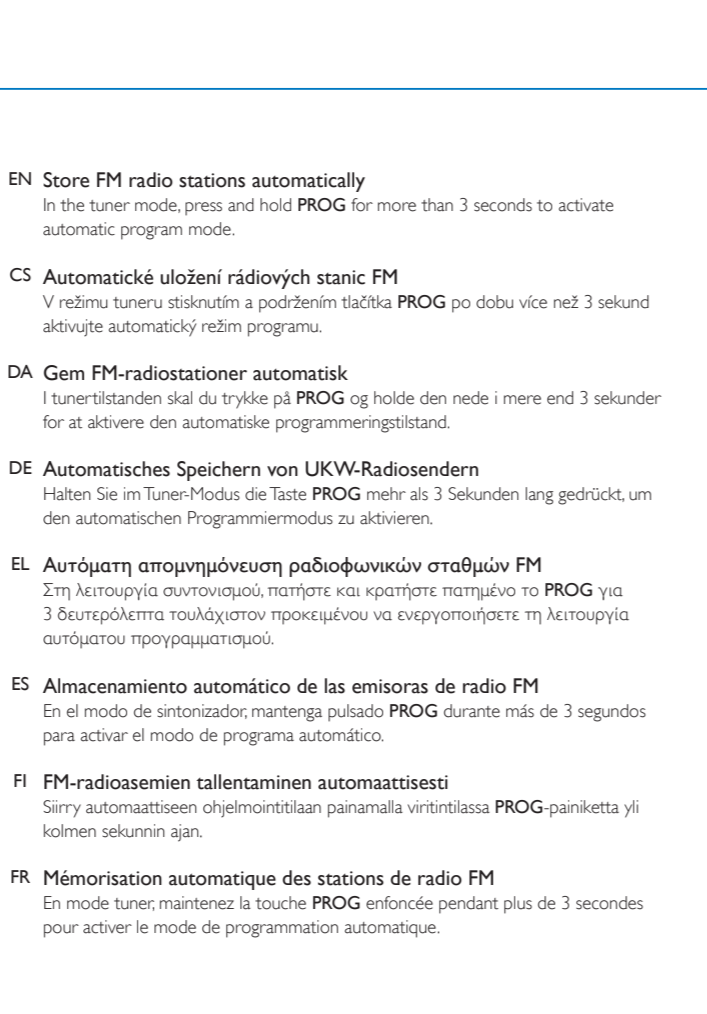 EN Store FM radio stations automatically
In the tuner mode, press and hold PROG for more than 3 seconds to activate
automatic program mode.
CS Automatické uložení rádiových stanic FM
V režimu tuneru stisknutím a podržením tlačítka PROG po dobu více než 3 sekund
aktivujte automatický režim programu.
DA Gem FM-radiostationer automatisk
I tunertilstanden skal du trykke på PROG og holde den nede i mere end 3 sekunder
for at aktivere den automatiske programmeringstilstand.
DE Automatisches Speichern von UKW-Radiosendern
Halten Sie im Tuner-Modus die Taste PROG mehr als 3 Sekunden lang gedrückt, um
den automatischen Programmiermodus zu aktivieren.
EL Αυτόματη απομνημόνευση ραδιοφωνικών σταθμών FM
Στη λειτουργία συντονισμού, πατήστε και κρατήστε πατημένο το PROG για
3 δευτερόλεπτα τουλάχιστον προκειμένου να ενεργοποιήσετε τη λειτουργία
αυτόματου προγραμματισμού.
ES Almacenamiento automático de las emisoras de radio FM
En el modo de sintonizador, mantenga pulsado PROG durante más de 3 segundos
para activar el modo de programa automático.
FI FM-radioasemien tallentaminen automaattisesti
Siirry automaattiseen ohjelmointitilaan painamalla viritintilassa PROG-painiketta yli
kolmen sekunnin ajan.
FR Mémorisation automatique des stations de radio FM
En mode tuner, maintenez la touche PROG enfoncée pendant plus de 3 secondes
pour activer le mode de programmation automatique.